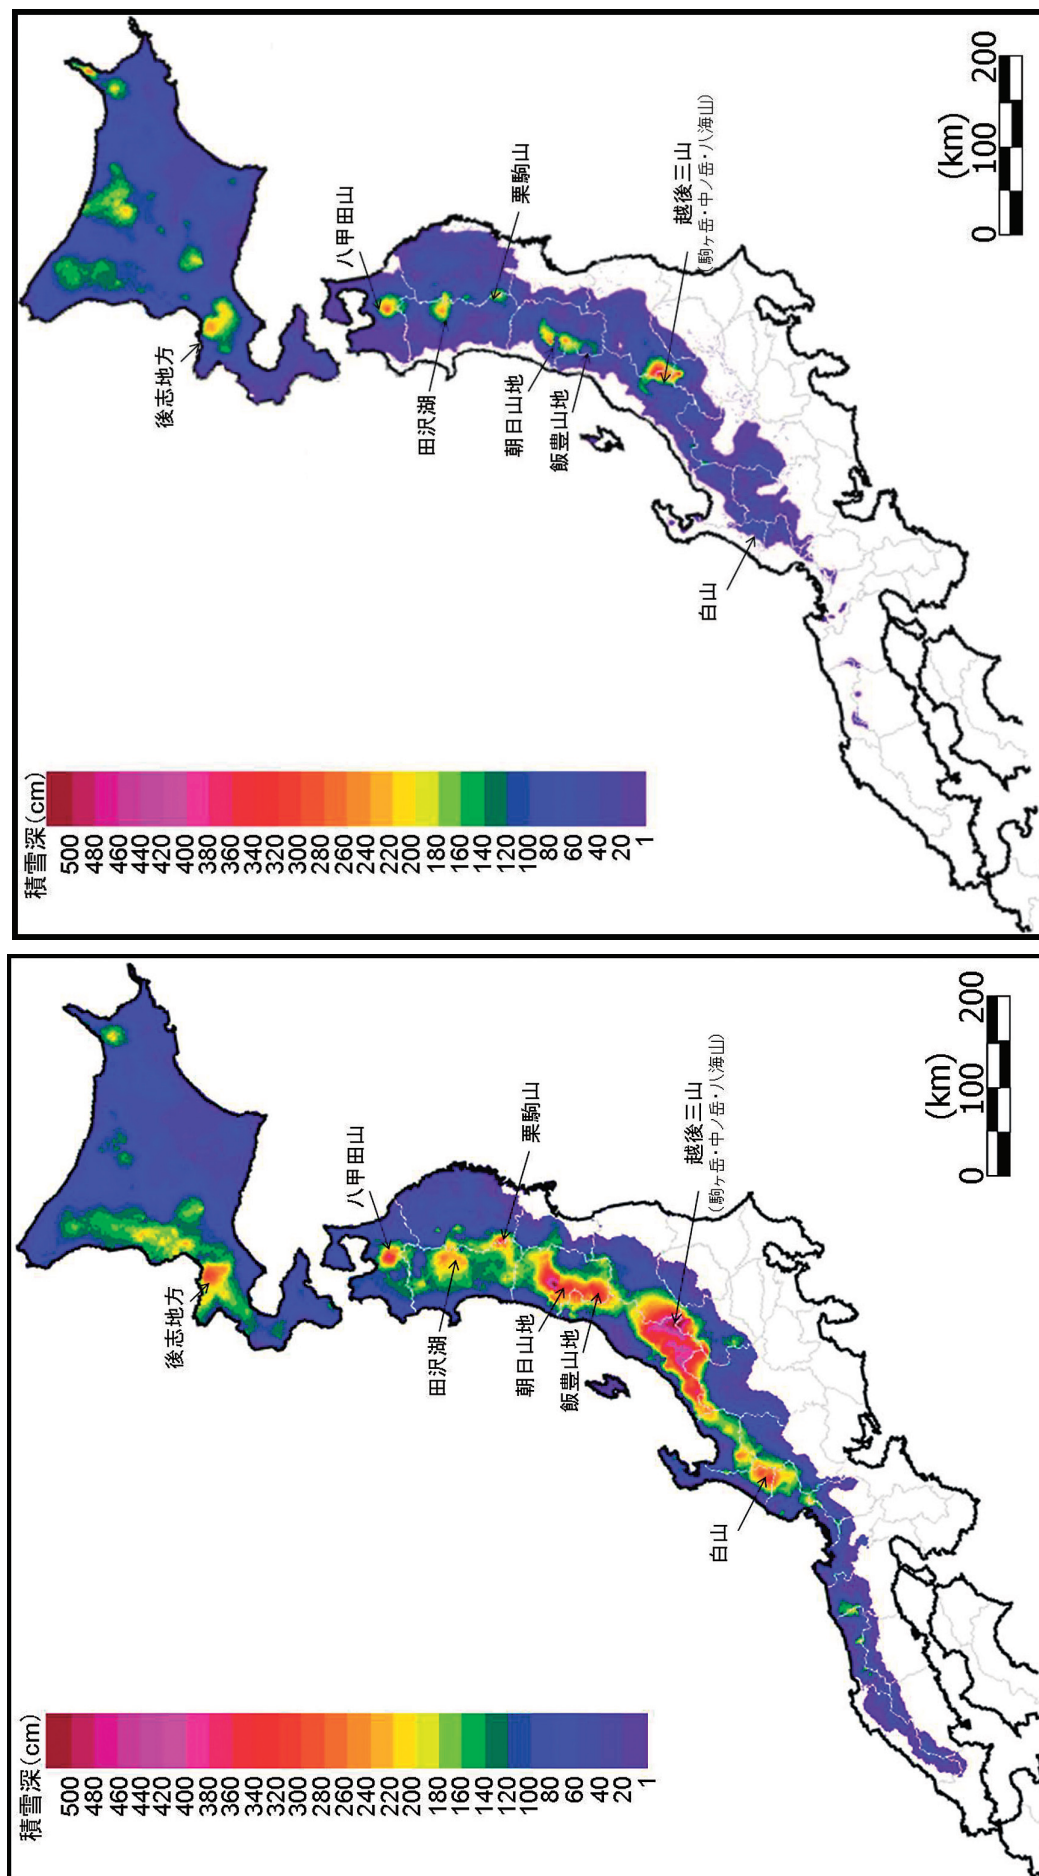 積雪深(cm)
500
480
460
440
420
400
380
360
340
320
300
280
260
240
220
200
180
160
140
120
100
80
60
40
20
1
後志地方
八甲田山
田沢湖
栗駒山
朝日山地
飯豊山地
越後三山
(駒ヶ岳・中ノ岳・八海山)
白山
(km)
0
100
200
積雪深(cm)
500
480
460
440
420
400
380
360
340
320
300
280
260
240
220
200
180
160
140
120
100
80
60
40
20
1
後志地方
八甲田山
田沢湖
栗駒山
朝日山地
飯豊山地
越後三山
(駒ヶ岳・中ノ岳・八海山)
白山
(km)
0
100
200